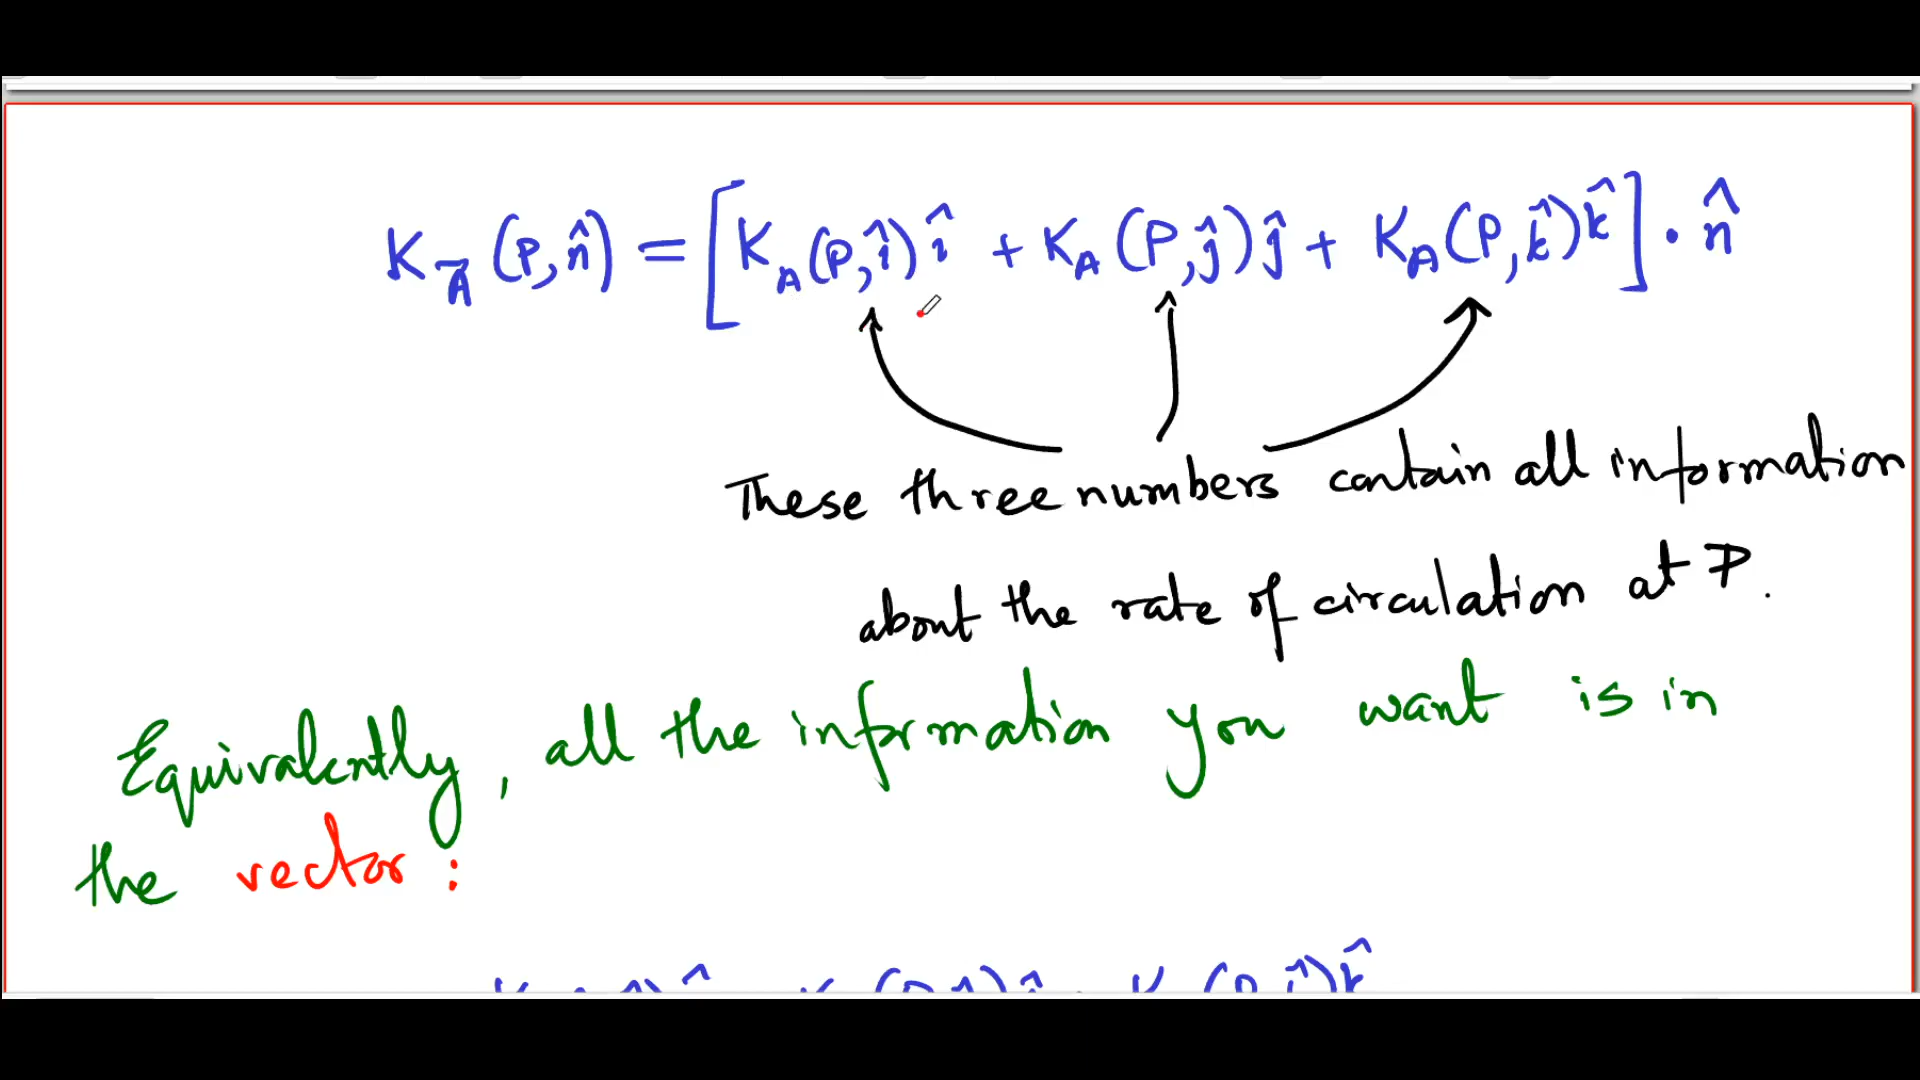 K_A⃗ (P, n̂) = [K_A (P, î) î + K_A (P, ĵ) ĵ + K_A (P, k̂) k̂] · n̂
These three numbers contain all information
about the rate of circulation at P.
Equivalently, all the information you want is in
the vector: